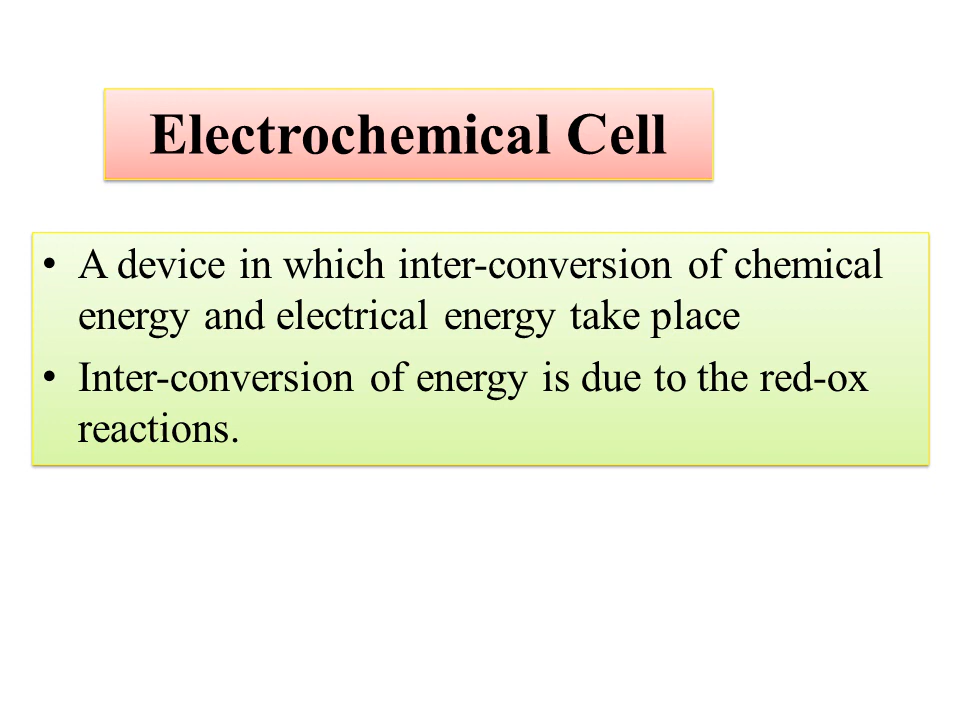 Electrochemical Cell
• A device in which inter-conversion of chemical
energy and electrical energy take place
• Inter-conversion of energy is due to the red-ox
reactions.